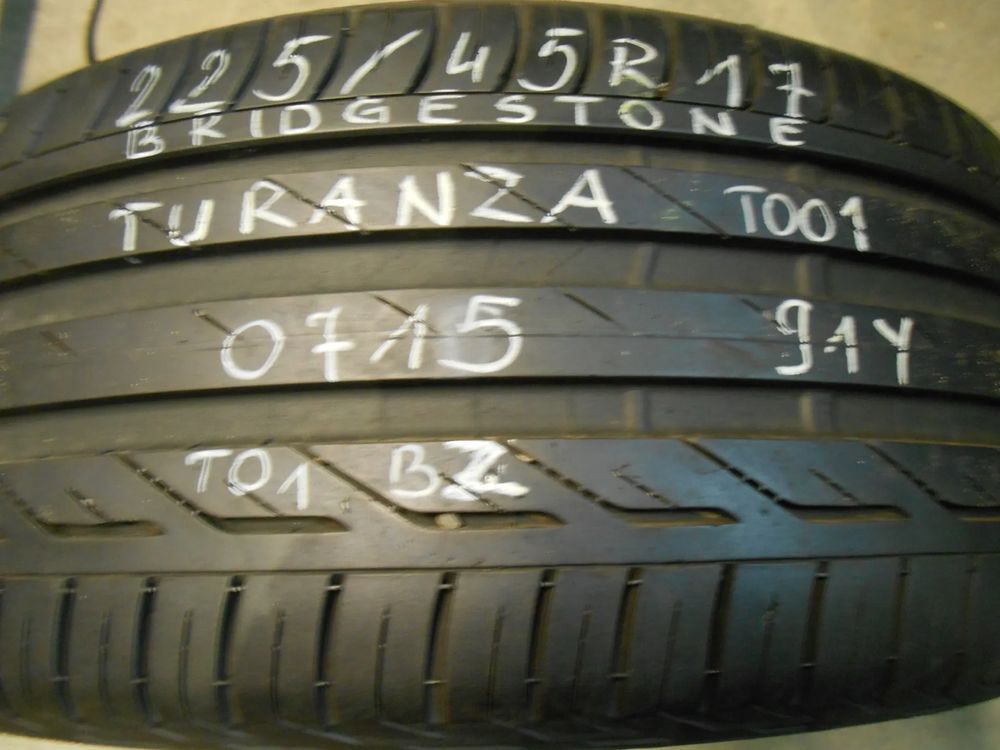 225/45R17
BRIDGESTONE
TURANZA T001
0715 91Y
T01 BZ